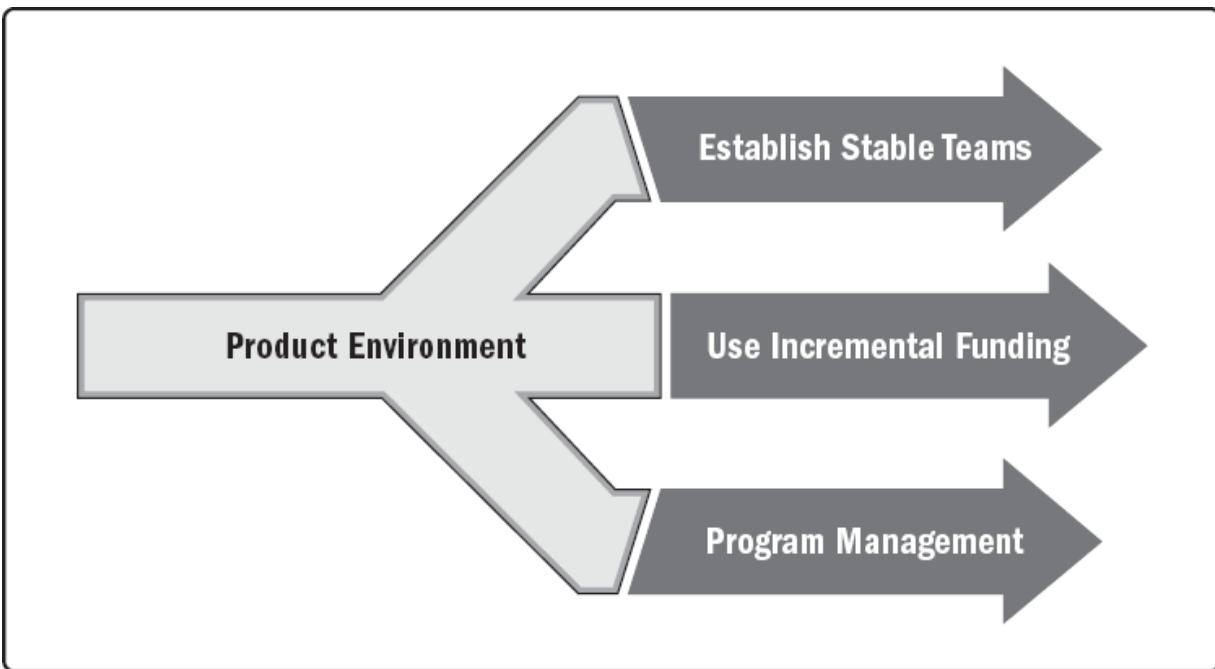 Establish Stable Teams
Product Environment
Use Incremental Funding
Program Management